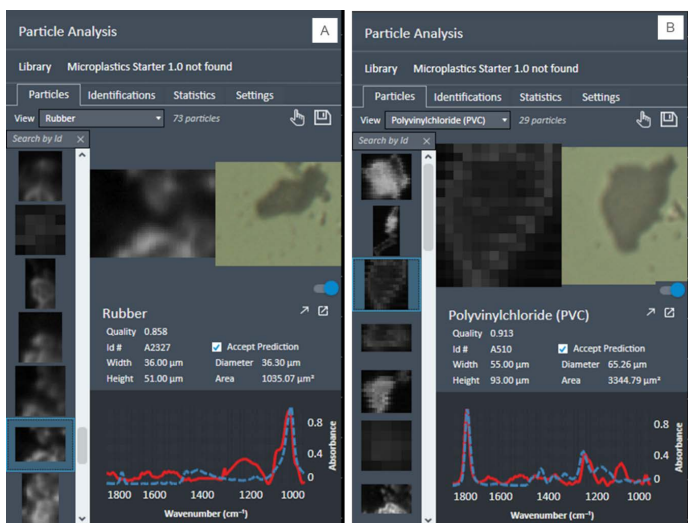 Particle Analysis
A
Library Microplastics Starter 1.0 not found
Particles Identifications Statistics Settings
View Rubber 73 particles
Search by Id
Rubber
Quality 0.858
Id # A2327 Accept Prediction
Width 36.00 µm Diameter 36.30 µm
Height 51.00 µm Area 1035.07 µm²
0.8
0.4
0
Absorbance
1800 1600 1400 1200 1000
Wavenumber (cm⁻¹)
Particle Analysis
B
Library Microplastics Starter 1.0 not found
Particles Identifications Statistics Settings
View Polyvinylchloride (PVC) 29 particles
Search by Id
Polyvinylchloride (PVC)
Quality 0.913
Id # A510 Accept Prediction
Width 55.00 µm Diameter 65.26 µm
Height 93.00 µm Area 3344.79 µm²
0.8
0.4
0
Absorbance
1800 1600 1400 1200 1000
Wavenumber (cm⁻¹)